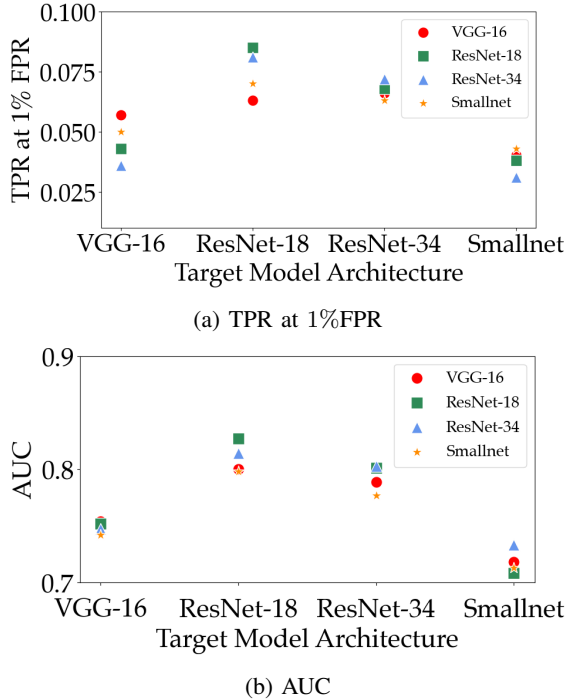 0.100
0.075
0.050
0.025
TPR at 1% FPR
VGG-16
ResNet-18
ResNet-34
Smallnet
VGG-16 ResNet-18 ResNet-34 Smallnet
Target Model Architecture
(a) TPR at 1%FPR
0.9
0.8
0.7
AUC
VGG-16
ResNet-18
ResNet-34
Smallnet
VGG-16 ResNet-18 ResNet-34 Smallnet
Target Model Architecture
(b) AUC